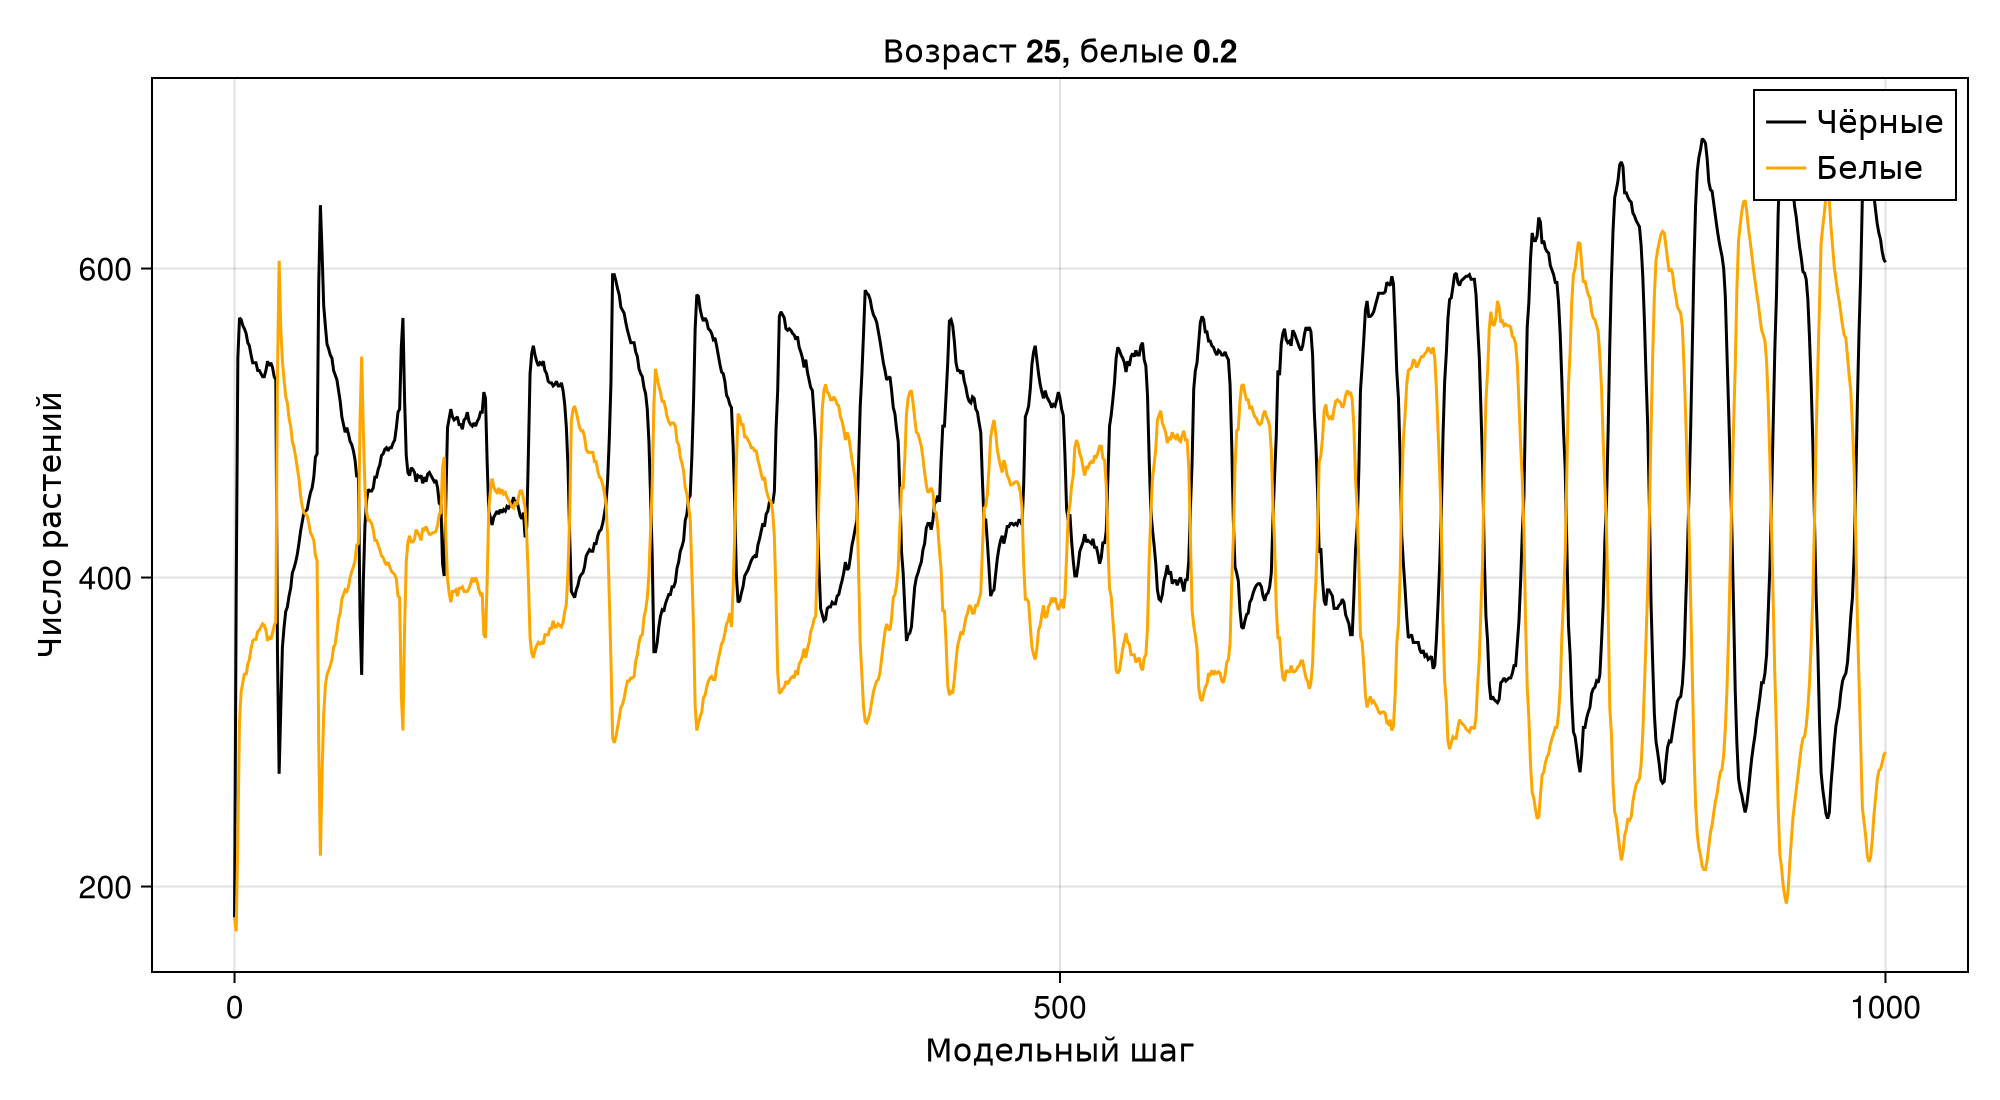 Возраст 25, белые 0.2
Чёрные
Белые
600
400
200
Число растений
0
500
1000
Модельный шаг